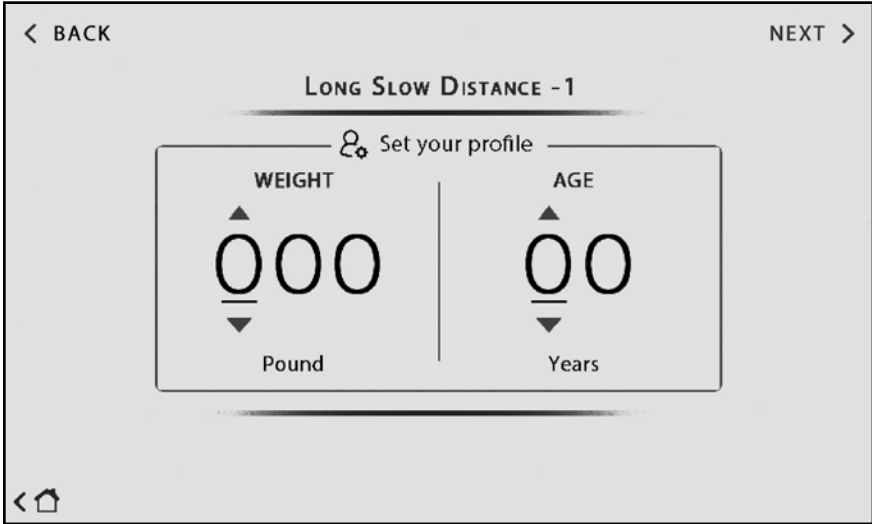 BACK
NEXT
LONG SLOW DISTANCE -1
Set your profile
WEIGHT
AGE
000
00
Pound
Years